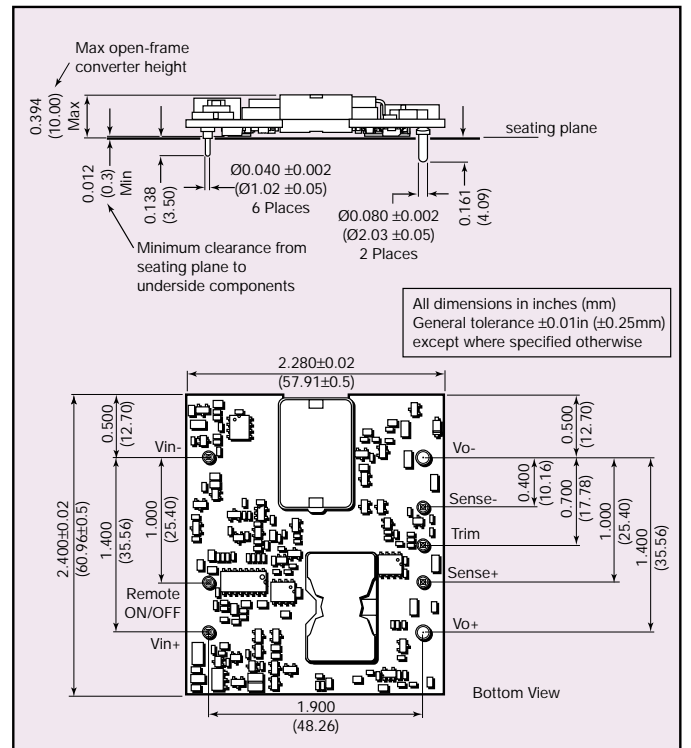 Max open-frame
converter height
0.394
(10.00)
Max
seating plane
0.012
(0.3)
Min
0.138
(3.50)
Ø0.040 ±0.002
(Ø1.02 ±0.05)
6 Places
Ø0.080 ±0.002
(Ø2.03 ±0.05)
2 Places
0.161
(4.09)
Minimum clearance from
seating plane to
underside components
All dimensions in inches (mm)
General tolerance ±0.01in (±0.25mm)
except where specified otherwise
2.280±0.02
(57.91±0.5)
2.400±0.02
(60.96±0.5)
0.500
(12.70)
1.400
(35.56)
1.000
(25.40)
Vin-
Remote
ON/OFF
Vin+
Vo-
Sense-
Trim
Sense+
Vo+
0.500
(12.70)
0.400
(10.16)
0.700
(17.78)
1.000
(25.40)
1.400
(35.56)
Bottom View
1.900
(48.26)